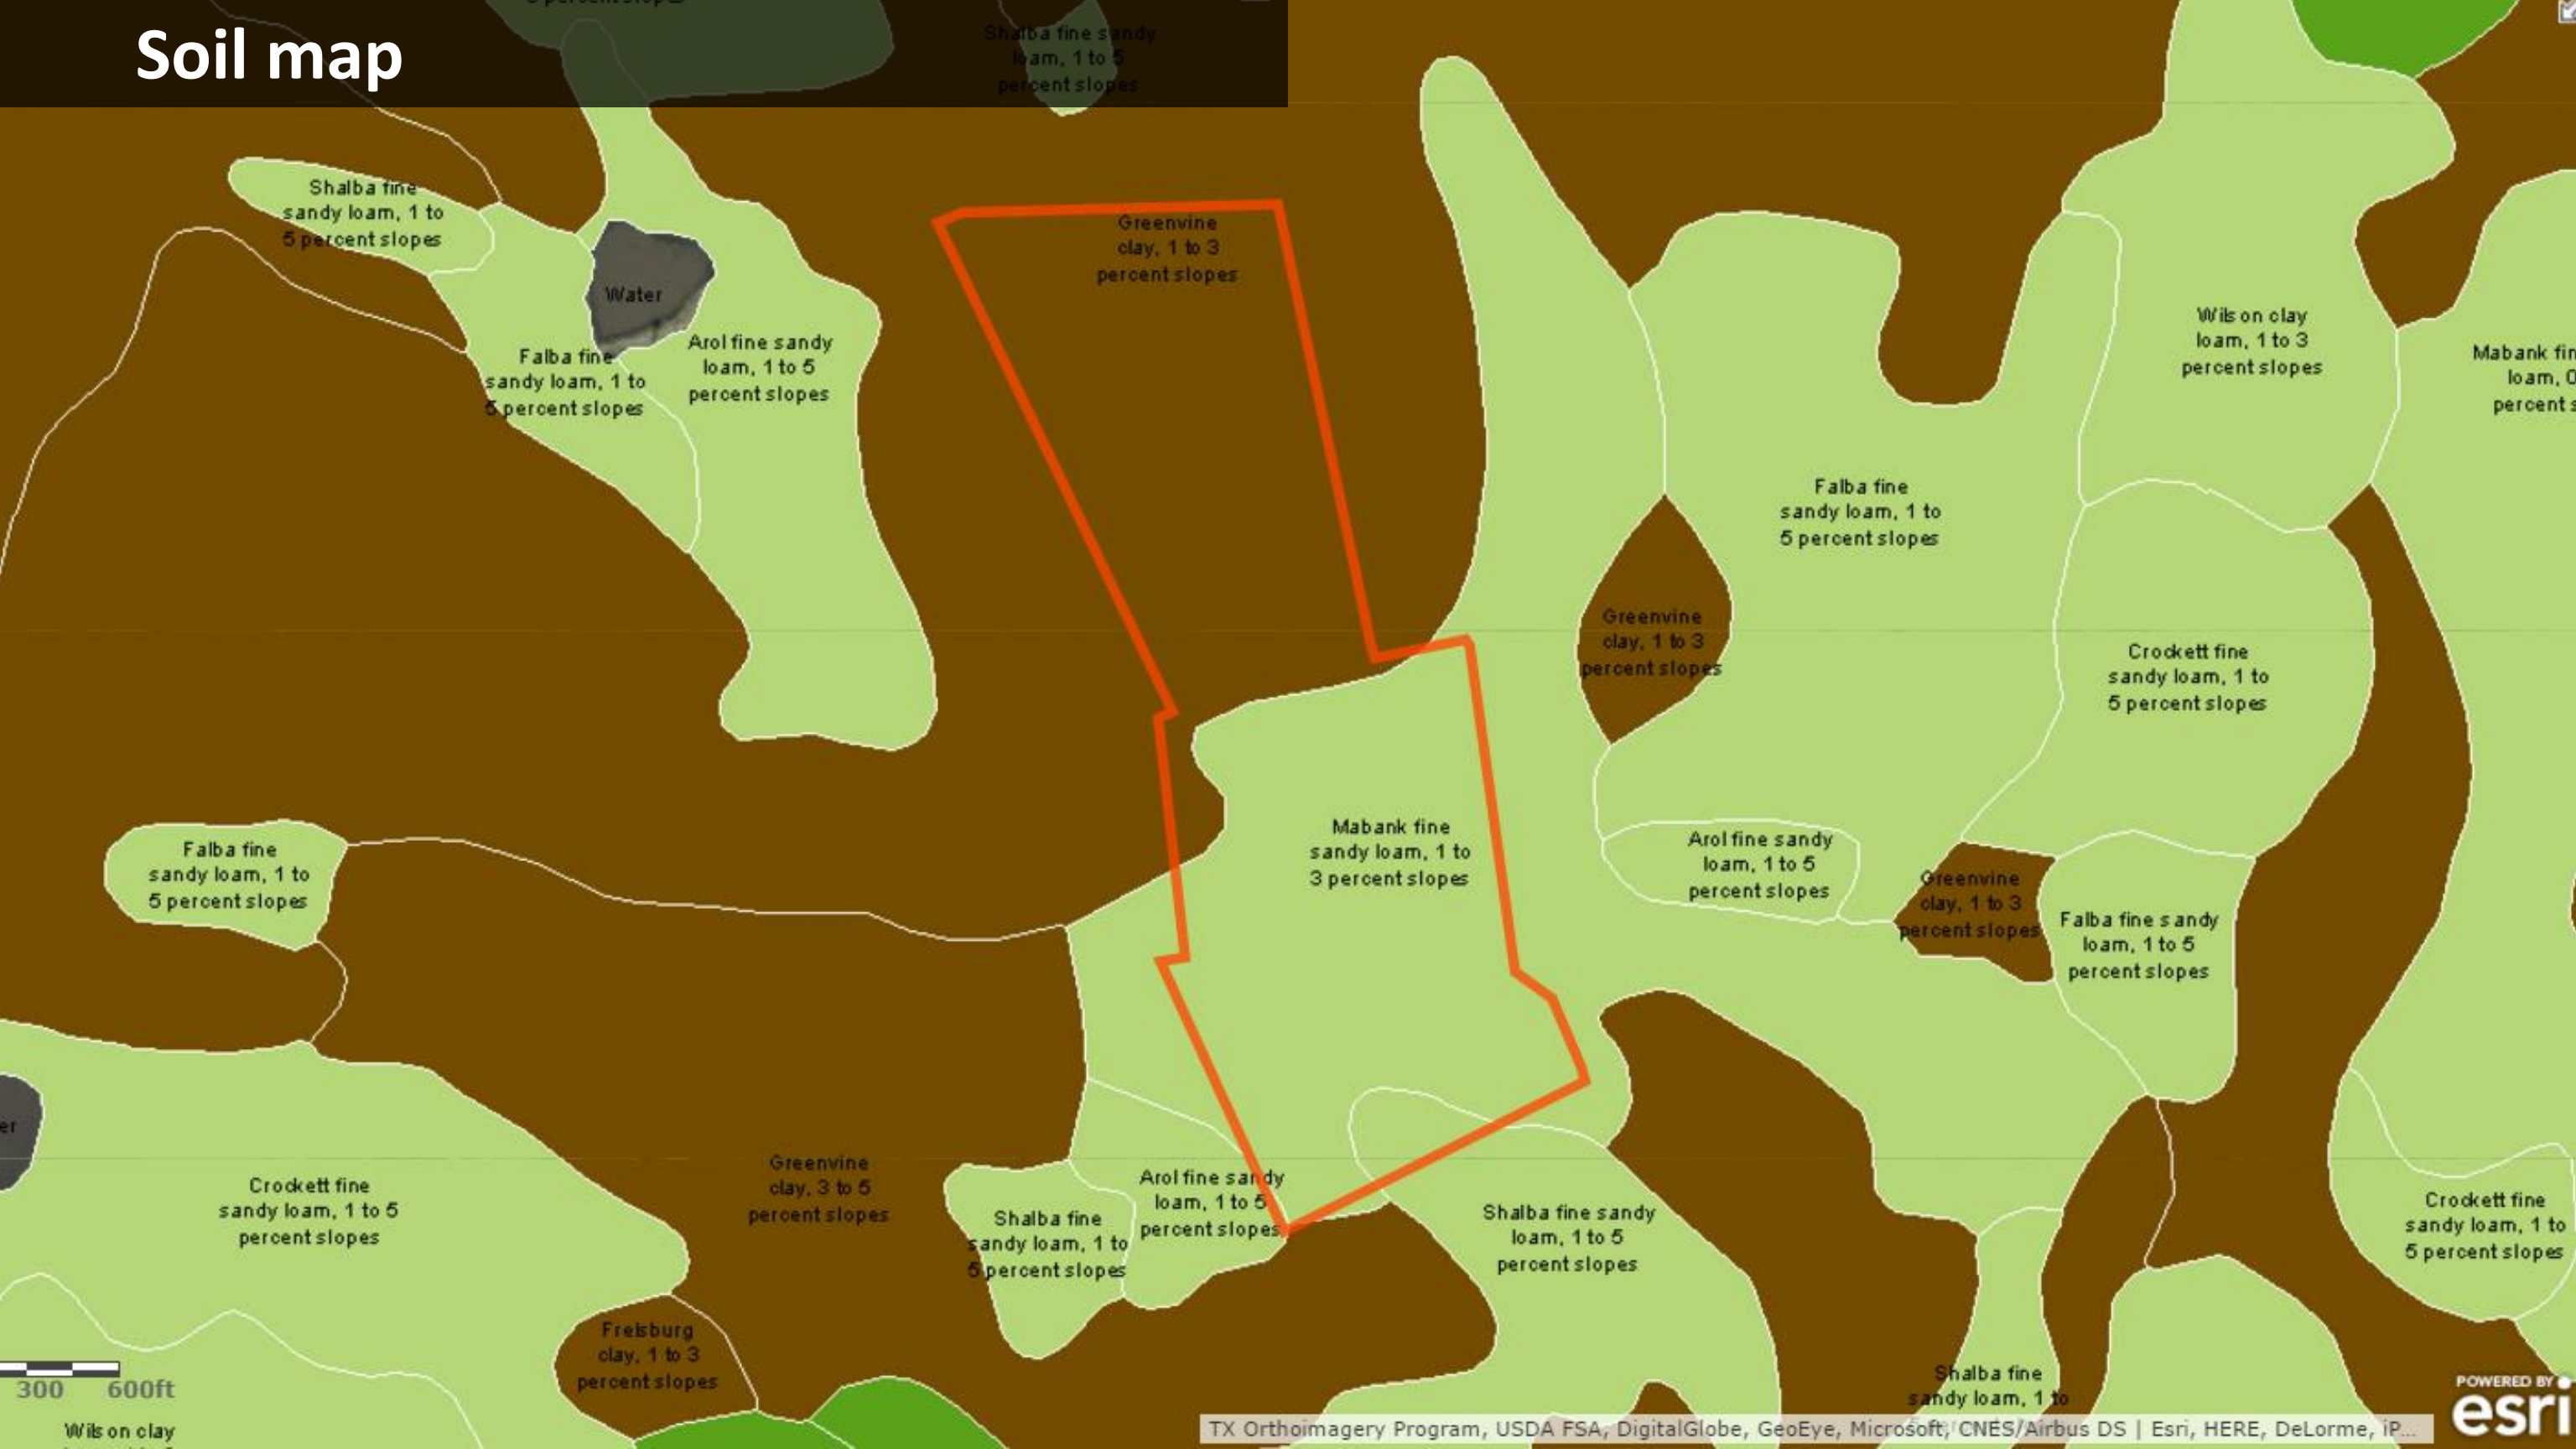 Soil map
5 percent slopes
Shalba fine sandy
loam, 1 to 5
percent slopes
Shalba fine
sandy loam, 1 to
5 percent slopes
Greenvine
clay, 1 to 3
percent slopes
Water
Wilson clay
loam, 1 to 3
percent slopes
Falba fine
sandy loam, 1 to
5 percent slopes
Arol fine sandy
loam, 1 to 5
percent slopes
Mabank fin
loam, 0
percent s
Falba fine
sandy loam, 1 to
5 percent slopes
Greenvine
clay, 1 to 3
percent slopes
Crockett fine
sandy loam, 1 to
5 percent slopes
Falba fine
sandy loam, 1 to
5 percent slopes
Mabank fine
sandy loam, 1 to
3 percent slopes
Arol fine sandy
loam, 1 to 5
percent slopes
Greenvine
clay, 1 to 3
percent slopes
Falba fine sandy
loam, 1 to 5
percent slopes
er
Crockett fine
sandy loam, 1 to 5
percent slopes
Greenvine
clay, 3 to 5
percent slopes
Shalba fine
sandy loam, 1 to
5 percent slopes
Arol fine sandy
loam, 1 to 5
percent slopes
Shalba fine sandy
loam, 1 to 5
percent slopes
Crockett fine
sandy loam, 1 to
5 percent slopes
Frelsburg
clay, 1 to 3
percent slopes
Shalba fine
sandy loam, 1 to
300 600ft
Wilson clay
TX Orthoimagery Program, USDA FSA, DigitalGlobe, GeoEye, Microsoft, CNES/Airbus DS | Esri, HERE, DeLorme, iP...
POWERED BY
esri